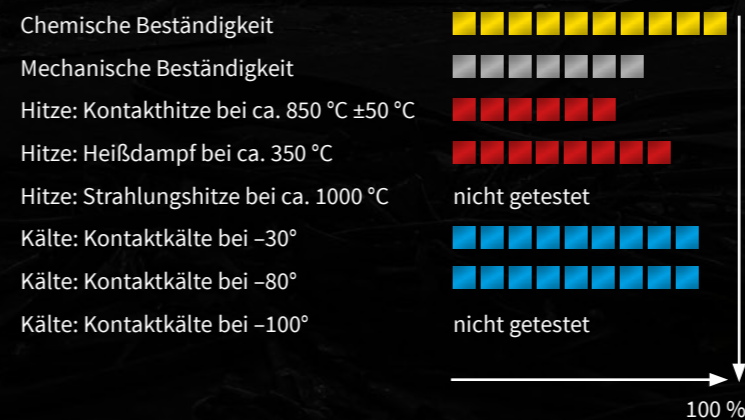 Chemische Beständigkeit
Mechanische Beständigkeit
Hitze: Kontakthitze bei ca. 850 °C ±50 °C
Hitze: Heißdampf bei ca. 350 °C
Hitze: Strahlungshitze bei ca. 1000 °C nicht getestet
Kälte: Kontaktkälte bei –30°
Kälte: Kontaktkälte bei –80°
Kälte: Kontaktkälte bei –100° nicht getestet
100 %